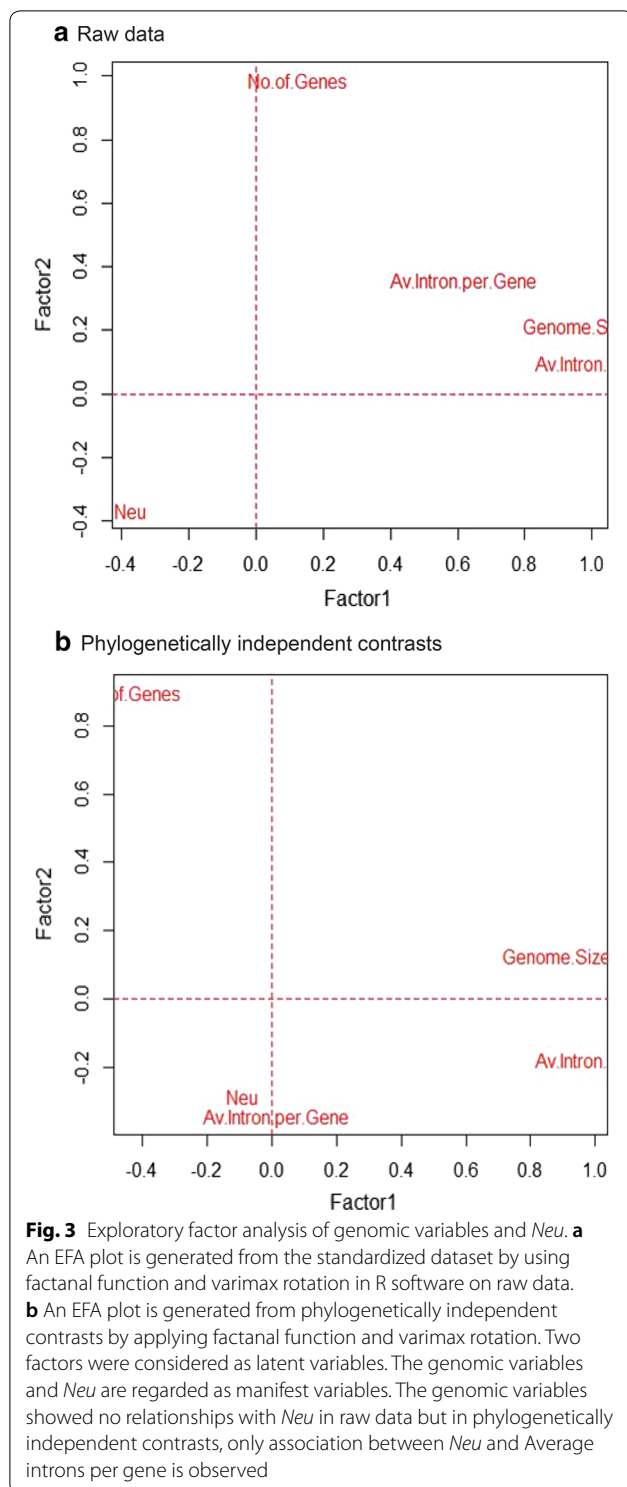 a Raw data
1.0
0.8
0.6
0.4
0.2
0.0
-0.2
-0.4
Factor2
No.of.Genes
Av.Intron.per.Gene
Genome.S
Av.Intron.
Neu
-0.4 -0.2 0.0 0.2 0.4 0.6 0.8 1.0
Factor1
b Phylogenetically independent contrasts
0.8
0.6
0.4
0.2
0.0
-0.2
Factor2
of.Genes
Genome.Size
Av.Intron.
Neu
Av.Intron.per.Gene
-0.4 -0.2 0.0 0.2 0.4 0.6 0.8 1.0
Factor1
Fig. 3 Exploratory factor analysis of genomic variables and Neu. a
An EFA plot is generated from the standardized dataset by using
factanal function and varimax rotation in R software on raw data.
b An EFA plot is generated from phylogenetically independent
contrasts by applying factanal function and varimax rotation. Two
factors were considered as latent variables. The genomic variables
and Neu are regarded as manifest variables. The genomic variables
showed no relationships with Neu in raw data but in phylogenetically
independent contrasts, only association between Neu and Average
introns per gene is observed